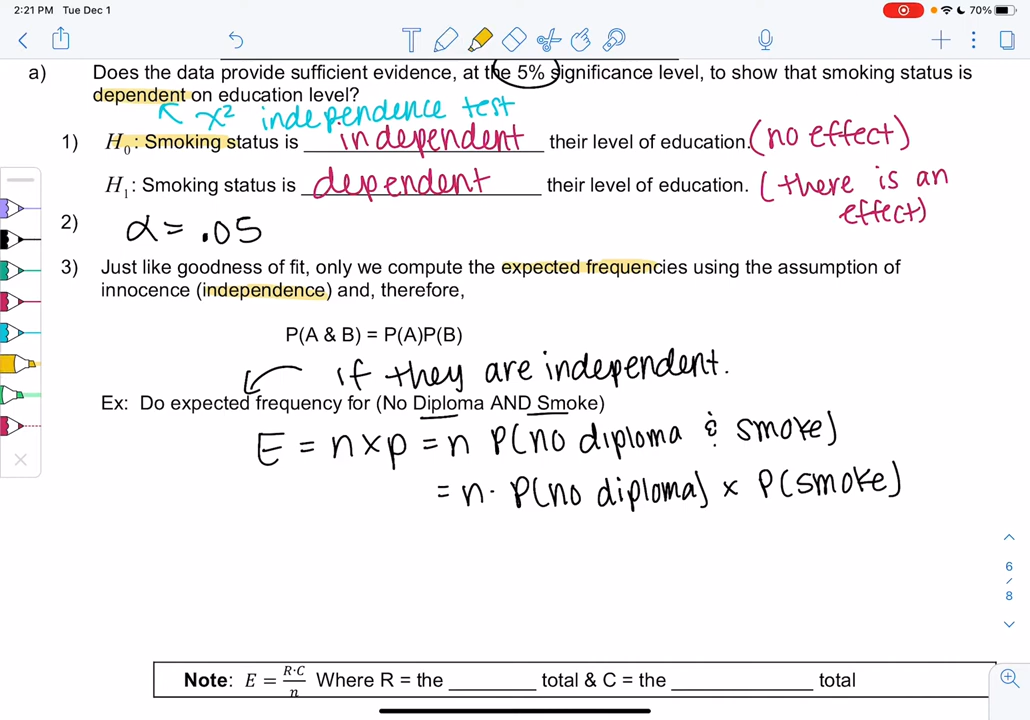 2:21 PM Tue Dec 1 70%
a) Does the data provide sufficient evidence, at the 5% significance level, to show that smoking status is
dependent on education level?
x² independence test
1) H₀: Smoking status is independent their level of education. (no effect)
H₁: Smoking status is dependent their level of education. (there is an
effect)
2) α = .05
3) Just like goodness of fit, only we compute the expected frequencies using the assumption of
innocence (independence) and, therefore,
P(A & B) = P(A)P(B)
if they are independent.
Ex: Do expected frequency for (No Diploma AND Smoke)
E = n x p = n P(no diploma & smoke)
= n · P(no diploma) x P(smoke)
6
/
8
Note: E = R·C/n Where R = the ________ total & C = the ____________ total